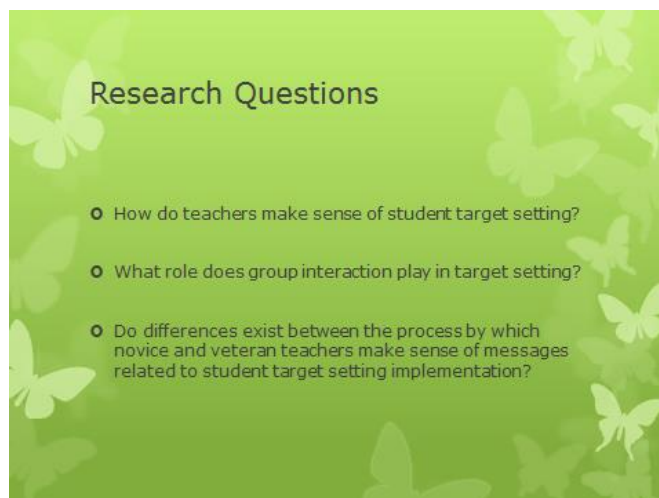 Research Questions
How do teachers make sense of student target setting?
What role does group interaction play in target setting?
Do differences exist between the process by which
novice and veteran teachers make sense of messages
related to student target setting implementation?